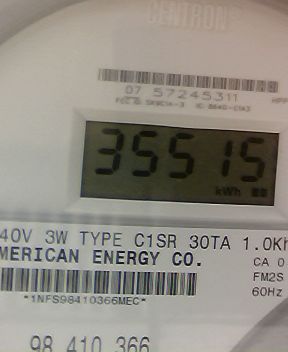 CENTRON®
07 57245311
35515
kWh
40V 3W TYPE C1SR 30TA 1.0Kh
MERICAN ENERGY CO.
CA 0
FM2S
*1NFS98410366MEC*
60Hz
98 410 366